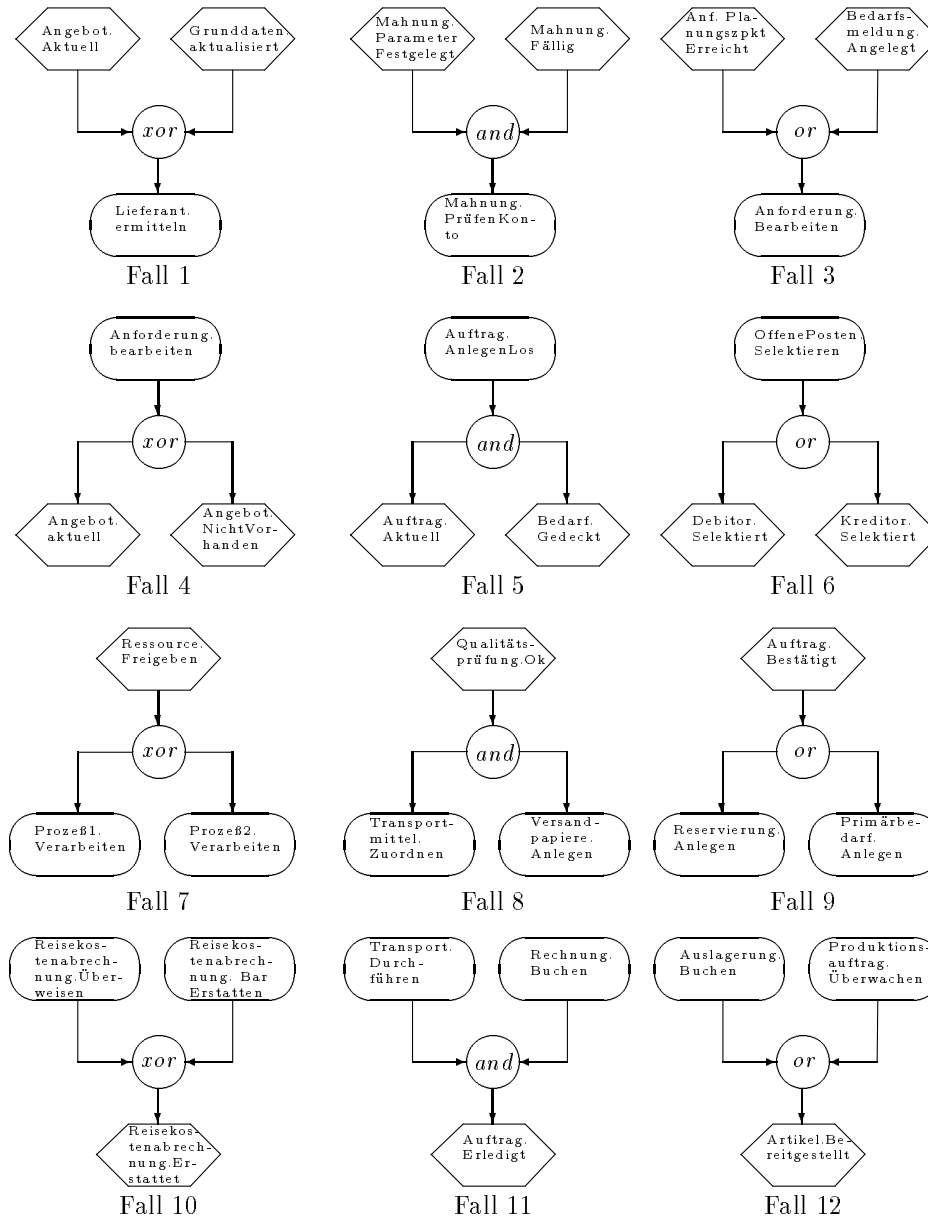 Angebot.
Aktuell
Grunddaten.
aktualisiert
xor
Lieferant.
ermitteln
Fall 1
Mahnung.
Parameter
Festgelegt
Mahnung.
Fällig
and
Mahnung.
PrüfenKon-
to
Fall 2
Anf. Pla-
nungszpkt
Erreicht
Bedarfs-
meldung.
Angelegt
or
Anforderung.
Bearbeiten
Fall 3
Anforderung.
bearbeiten
xor
Angebot.
aktuell
Angebot.
NichtVor-
handen
Fall 4
Auftrag.
AnlegenLos
and
Auftrag.
Aktuell
Bedarf.
Gedeckt
Fall 5
OffenePosten.
Selektieren
or
Debitor.
Selektiert
Kreditor.
Selektiert
Fall 6
Ressource.
Freigeben
xor
Prozeß1.
Verarbeiten
Prozeß2.
Verarbeiten
Fall 7
Qualitäts-
prüfung.Ok
and
Transport-
mittel.
Zuordnen
Versand-
papiere.
Anlegen
Fall 8
Auftrag.
Bestätigt
or
Reservierung.
Anlegen
Primärbe-
darf.
Anlegen
Fall 9
Reisekos-
tenabrech-
nung.Über-
weisen
Reisekos-
tenabrech-
nung. Bar
Erstatten
xor
Reisekos-
tenabrech-
nung.Er-
stattet
Fall 10
Transport.
Durch-
führen
Rechnung.
Buchen
and
Auftrag.
Erledigt
Fall 11
Auslagerung.
Buchen
Produktions-
auftrag.
Überwachen
or
Artikel.Be-
reitgestellt
Fall 12